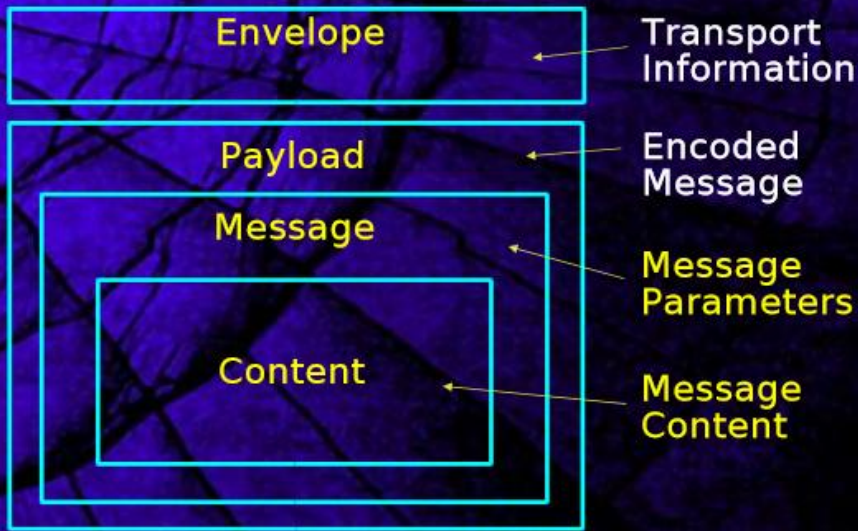 Envelope
Transport
Information
Payload
Encoded
Message
Message
Message
Parameters
Content
Message
Content